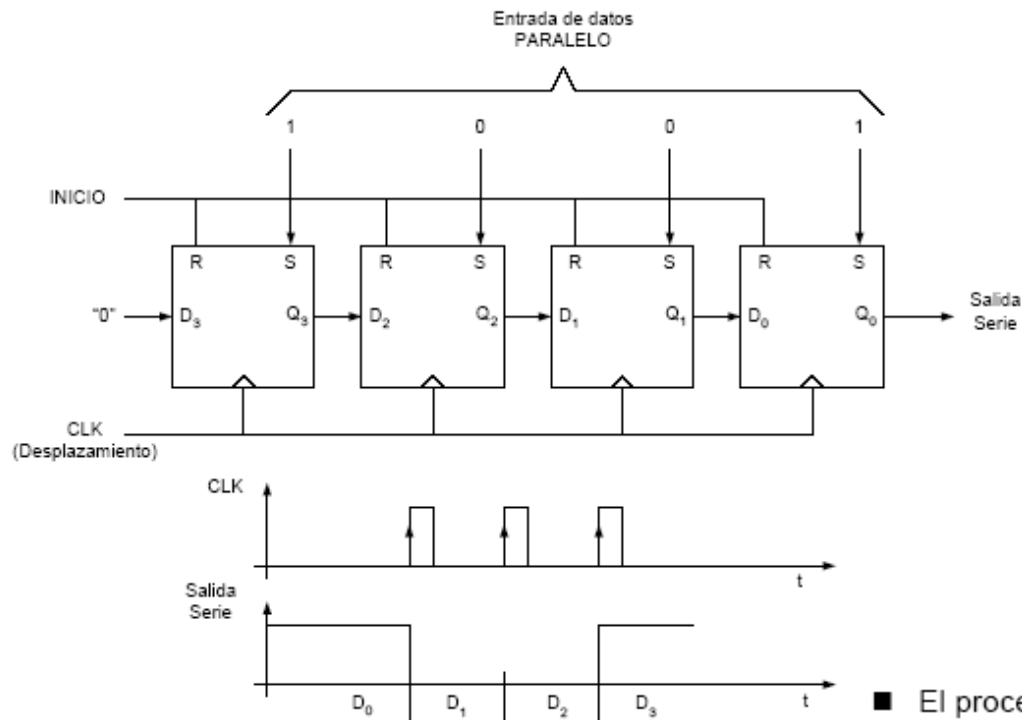 Entrada de datos
PARALELO
1 0 0 1
INICIO
R S R S R S R S
"0" D3 Q3 D2 Q2 D1 Q1 D0 Q0
Salida
Serie
CLK
(Desplazamiento)
CLK
t
Salida
Serie
D0 D1 D2 D3 t
■ El proce